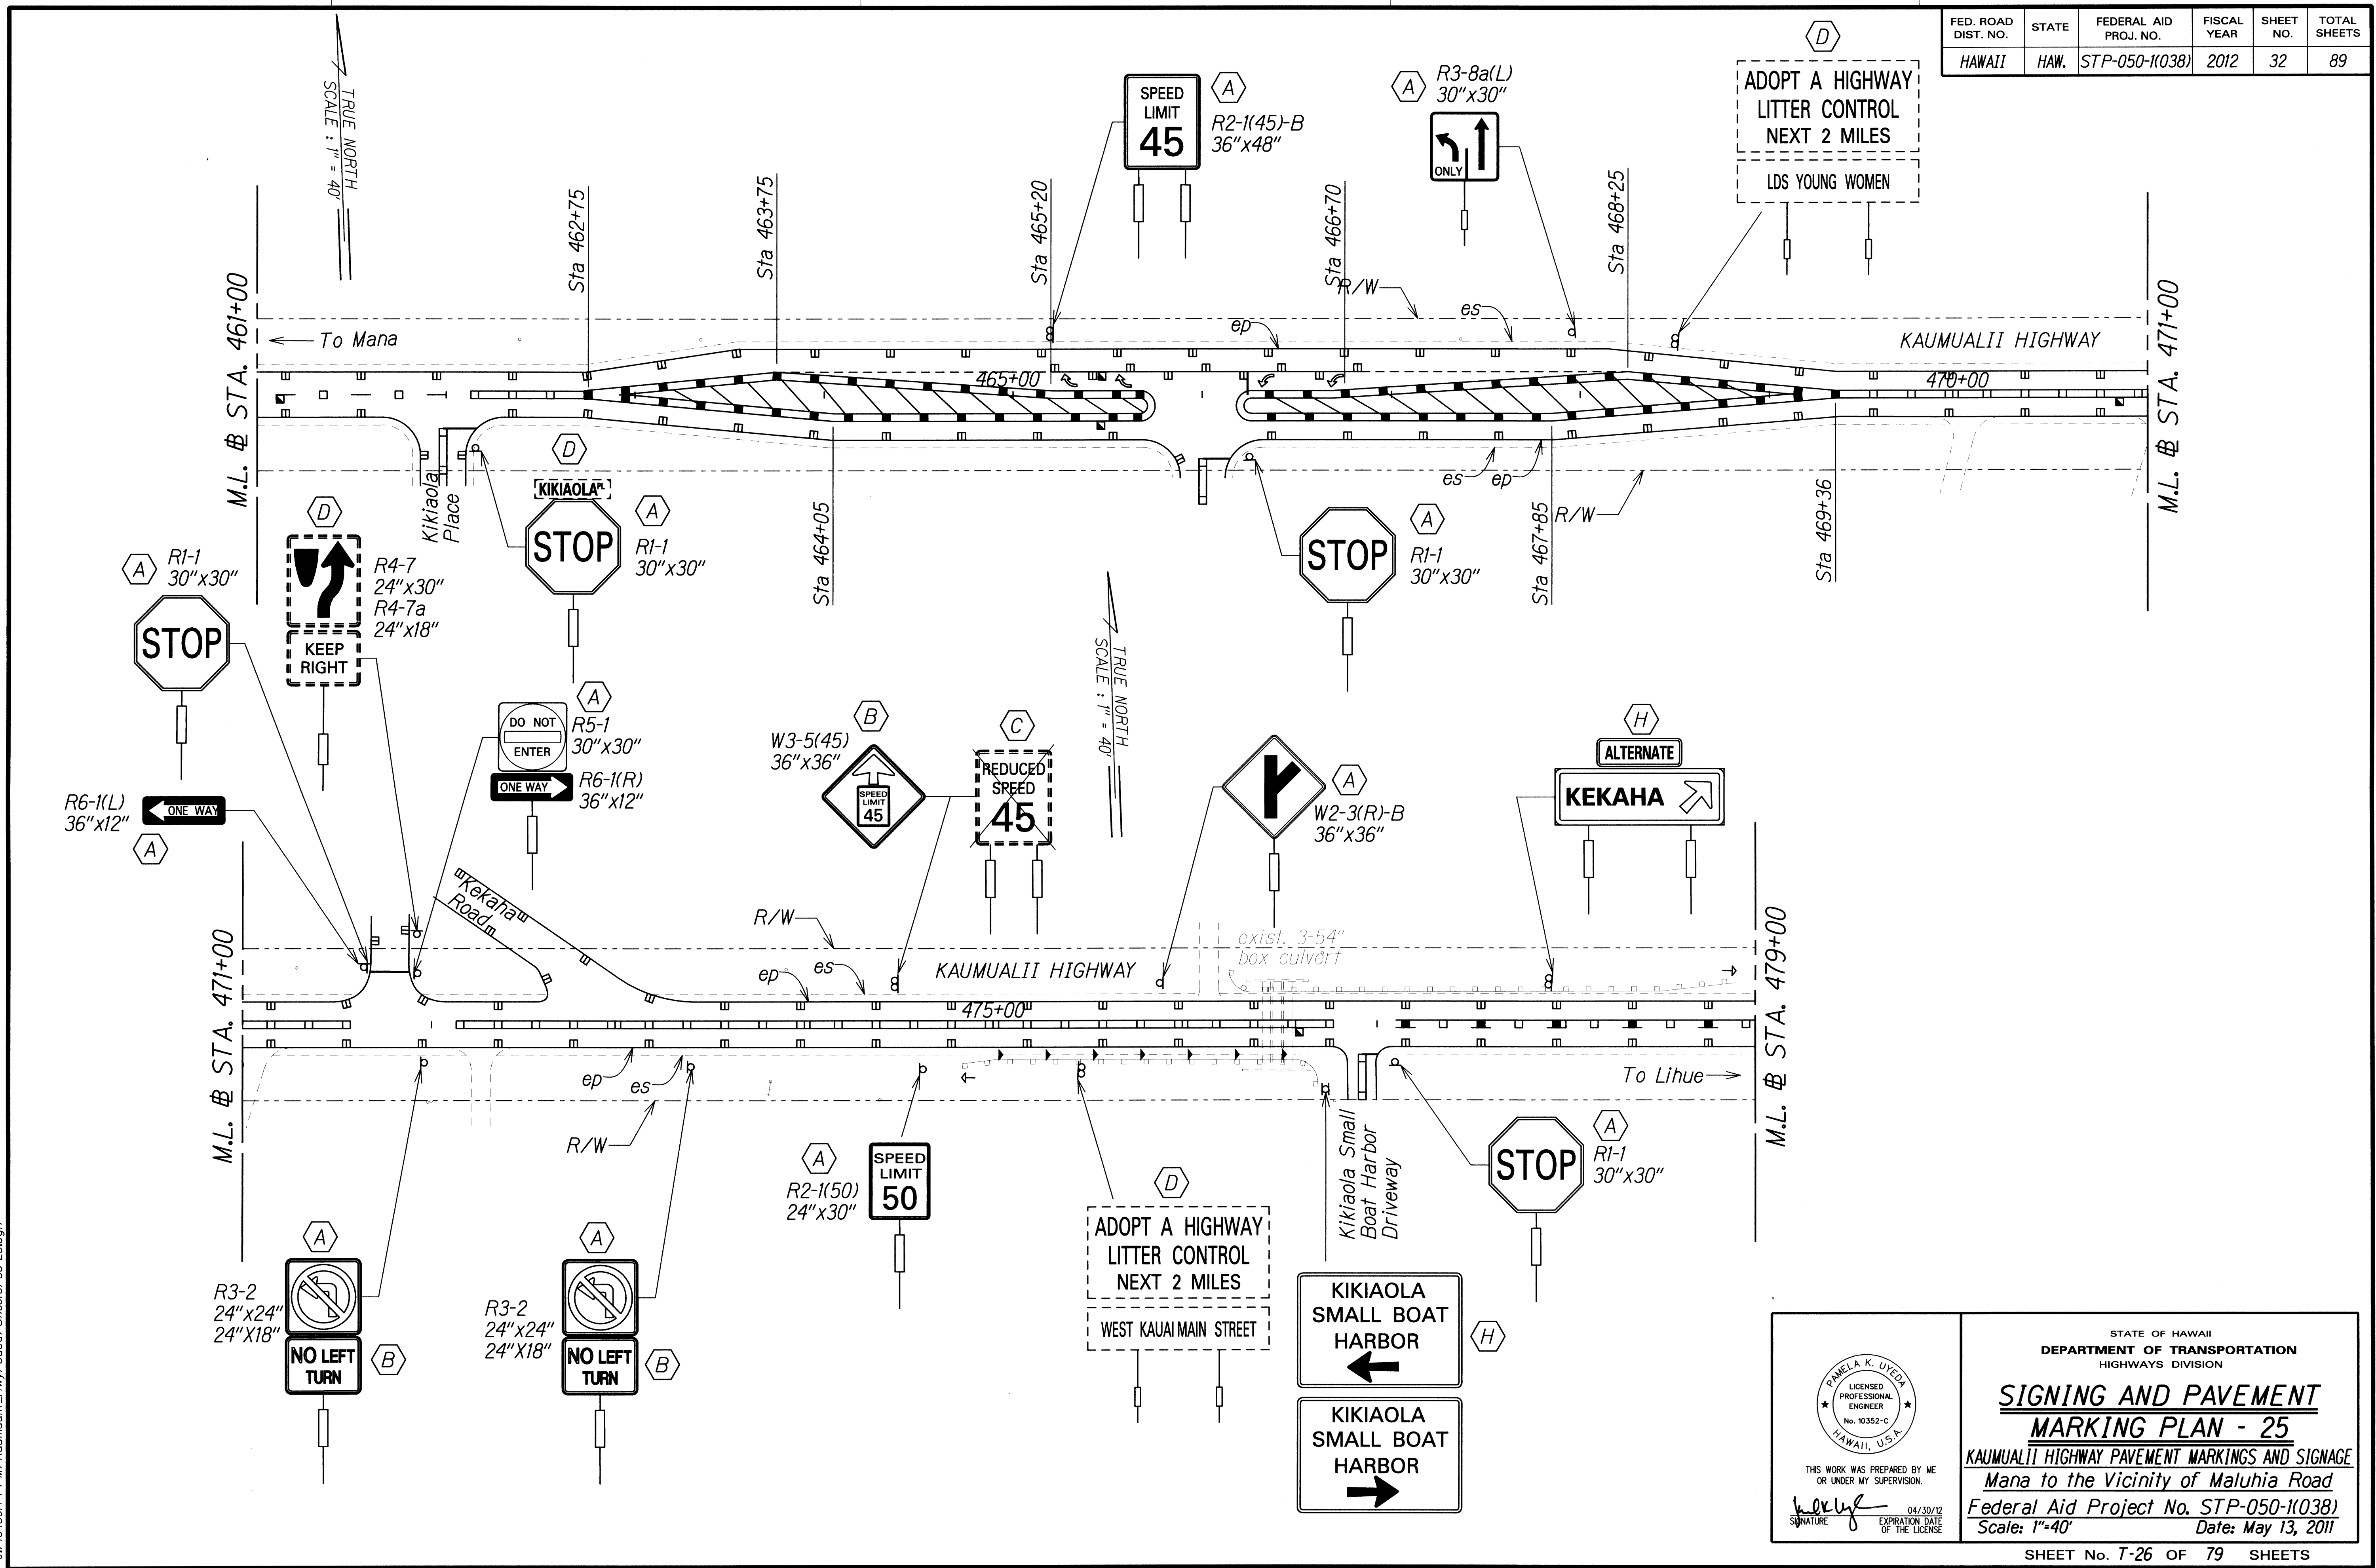 FED. ROAD DIST. NO.
STATE
FEDERAL AID PROJ. NO.
FISCAL YEAR
SHEET NO.
TOTAL SHEETS
HAWAII
HAW.
STP-050-1(038)
2012
32
89
TRUE NORTH
SCALE : 1" = 40'
SPEED
LIMIT
45
A
R2-1(45)-B
36"x48"
A
R3-8a(L)
30"x30"
ONLY
D
ADOPT A HIGHWAY
LITTER CONTROL
NEXT 2 MILES
LDS YOUNG WOMEN
Sta 462+75
Sta 463+75
Sta 465+20
Sta 466+70
Sta 468+25
M.L. BL STA. 461+00
To Mana
R/W
ep
es
KAUMUALII HIGHWAY
465+00
470+00
M.L. BL STA. 471+00
Kikiaola
Place
D
KIKIAOLA PL
STOP
A
R1-1
30"x30"
Sta 464+05
es
ep
R/W
STOP
A
R1-1
30"x30"
Sta 467+85
Sta 469+36
A
R1-1
30"x30"
STOP
D
R4-7
24"x30"
R4-7a
24"x18"
KEEP
RIGHT
R6-1(L)
36"x12"
ONE WAY
A
DO NOT
ENTER
A
R5-1
30"x30"
ONE WAY
R6-1(R)
36"x12"
TRUE NORTH
SCALE : 1" = 40'
B
W3-5(45)
36"x36"
SPEED
LIMIT
45
C
REDUCED
SPEED
45
A
W2-3(R)-B
36"x36"
H
ALTERNATE
KEKAHA
M.L. BL STA. 471+00
Kekaha
Road
R/W
ep
es
KAUMUALII HIGHWAY
exist. 3-54"
box culvert
475+00
M.L. BL STA. 479+00
ep
es
R/W
To Lihue
A
R3-2
24"x24"
24"X18"
NO LEFT
TURN
B
A
R3-2
24"x24"
24"X18"
NO LEFT
TURN
B
A
R2-1(50)
24"x30"
SPEED
LIMIT
50
D
ADOPT A HIGHWAY
LITTER CONTROL
NEXT 2 MILES
WEST KAUAI MAIN STREET
Kikiaola Small
Boat Harbor
Driveway
STOP
A
R1-1
30"x30"
KIKIAOLA
SMALL BOAT
HARBOR
H
KIKIAOLA
SMALL BOAT
HARBOR
PAMELA K. UYEDA
LICENSED
PROFESSIONAL
ENGINEER
No. 10352-C
HAWAII, U.S.A.
THIS WORK WAS PREPARED BY ME
OR UNDER MY SUPERVISION.
04/30/12
SIGNATURE
EXPIRATION DATE
OF THE LICENSE
STATE OF HAWAII
DEPARTMENT OF TRANSPORTATION
HIGHWAYS DIVISION
SIGNING AND PAVEMENT
MARKING PLAN - 25
KAUMUALII HIGHWAY PAVEMENT MARKINGS AND SIGNAGE
Mana to the Vicinity of Maluhia Road
Federal Aid Project No. STP-050-1(038)
Scale: 1"=40' Date: May 13, 2011
SHEET No. T-26 OF 79 SHEETS